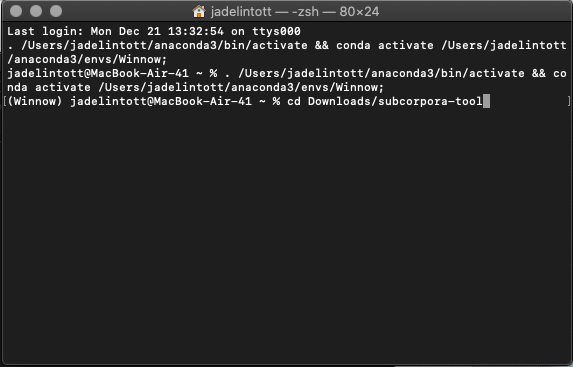 jadelintott — -zsh — 80×24
Last login: Mon Dec 21 13:32:54 on ttys000
. /Users/jadelintott/anaconda3/bin/activate && conda activate /Users/jadelintott
/anaconda3/envs/Winnow;
jadelintott@MacBook-Air-41 ~ % . /Users/jadelintott/anaconda3/bin/activate && co
nda activate /Users/jadelintott/anaconda3/envs/Winnow;
[(Winnow) jadelintott@MacBook-Air-41 ~ % cd Downloads/subcorpora-tool ]